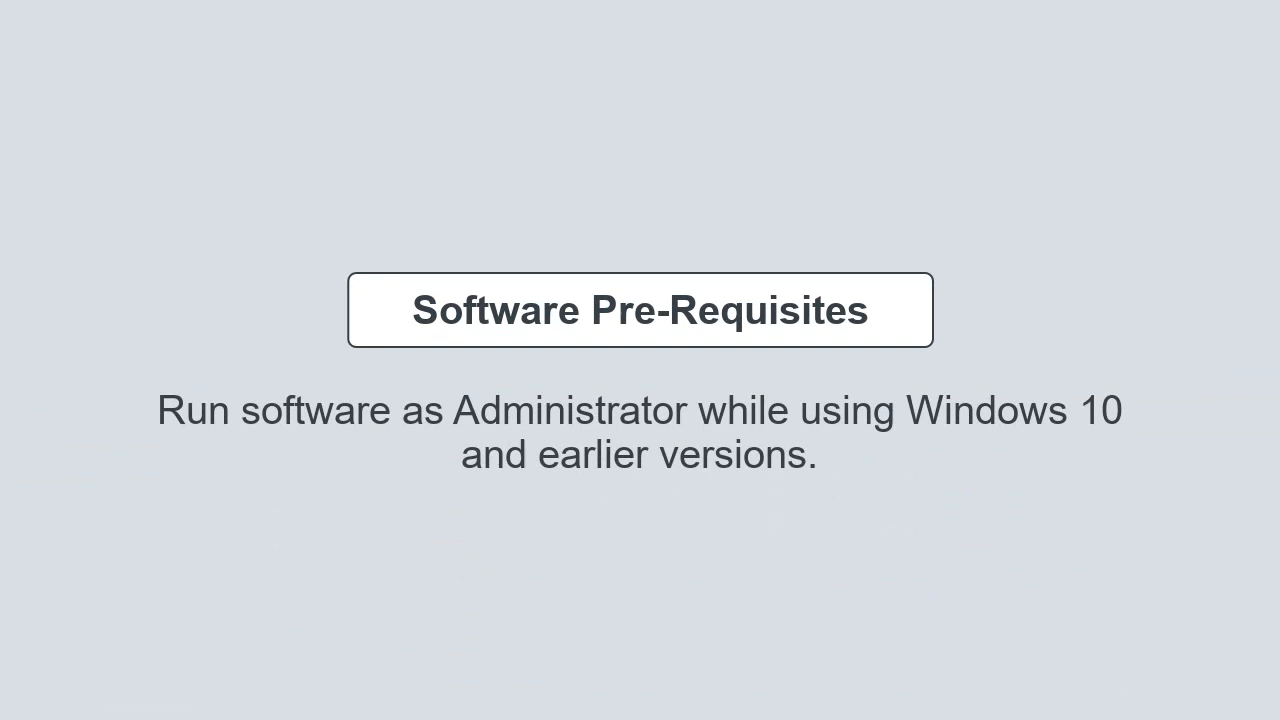 Software Pre-Requisites
Run software as Administrator while using Windows 10
and earlier versions.